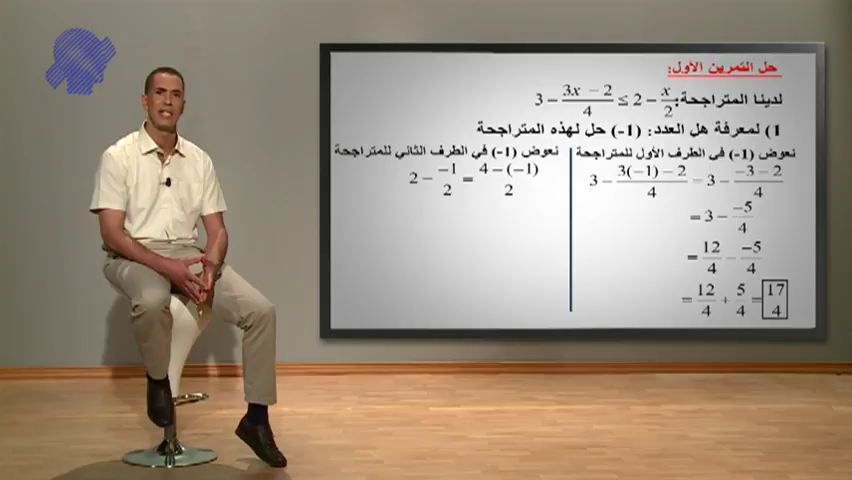 حل التمرين الأول:
لدينا المتراجحة: 3 − (3x − 2)/4 ≤ 2 − x/2
1) لمعرفة هل العدد: (1-) حل لهذه المتراجحة
نعوض (1-) في الطرف الأول للمتراجحة
3 − (3(−1) − 2)/4 = 3 − (−3 − 2)/4
= 3 − (−5)/4
= 12/4 − (−5)/4
= 12/4 + 5/4 = 17/4
نعوض (1-) في الطرف الثاني للمتراجحة
2 − (−1)/2 = (4 − (−1))/2